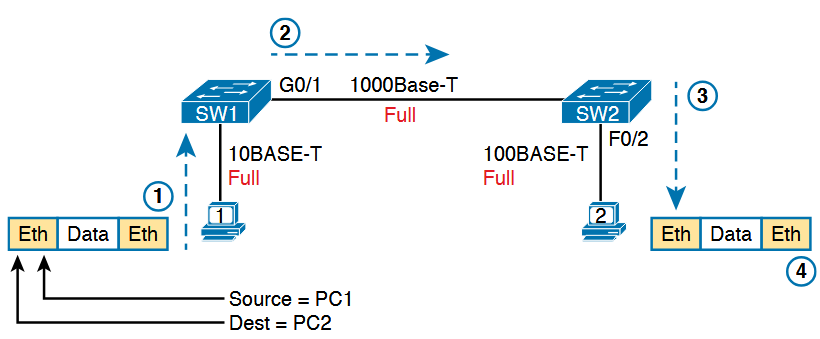 2
G0/1 1000Base-T
SW1
Full
SW2
3
F0/2
10BASE-T
Full
100BASE-T
Full
1
1
2
Eth Data Eth
Eth Data Eth
4
Source = PC1
Dest = PC2